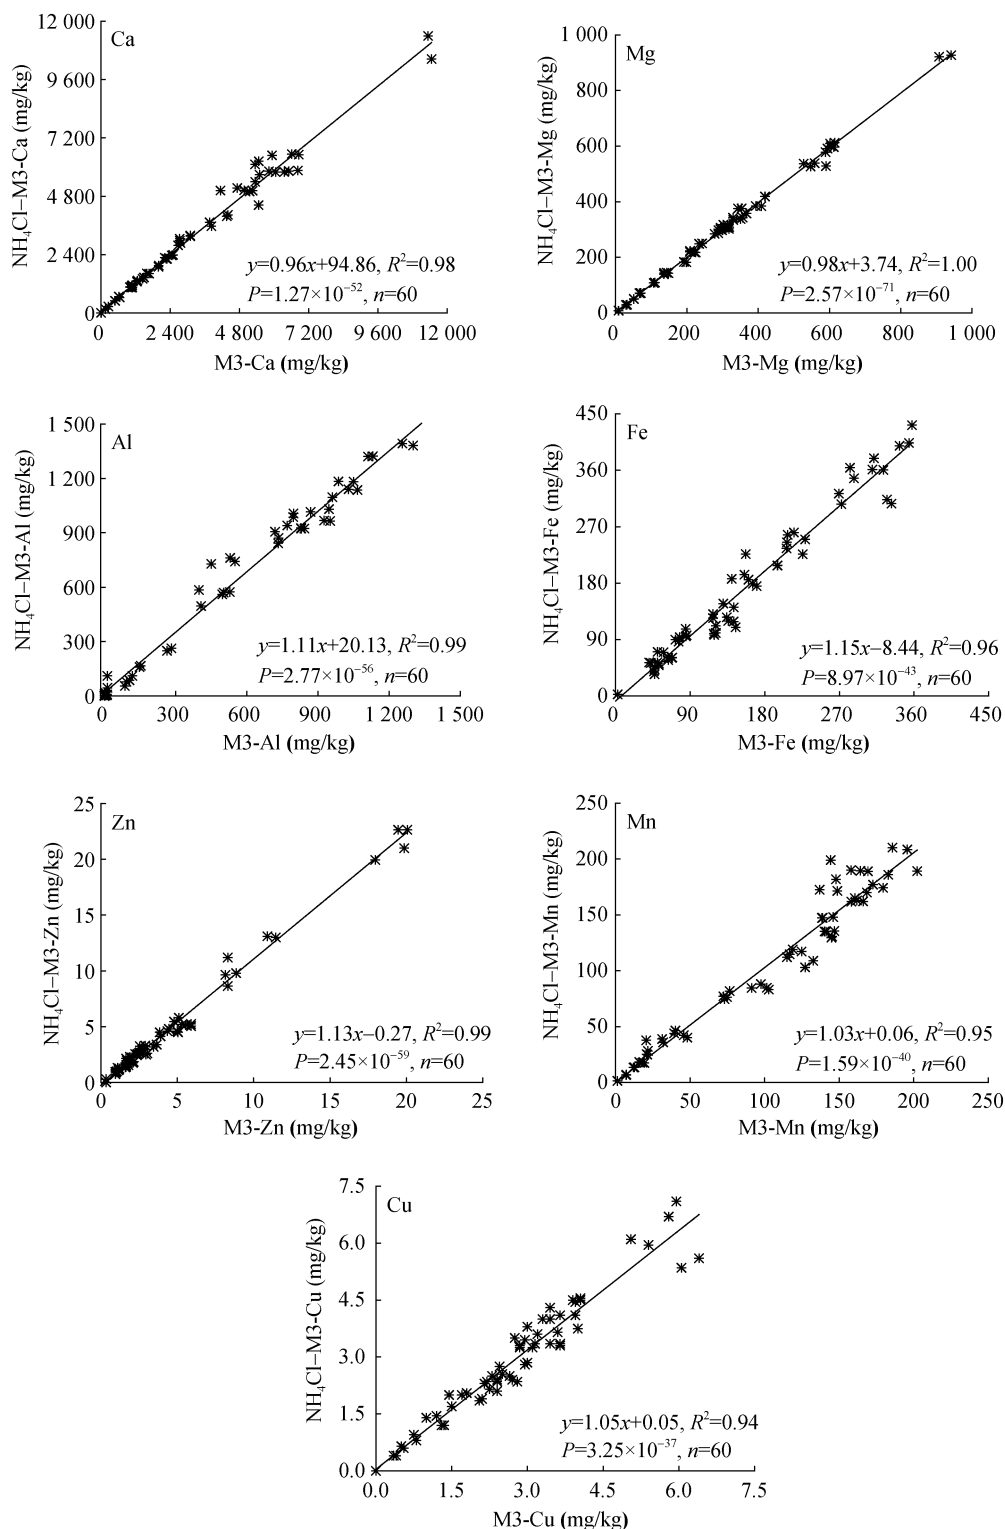 Ca
12 000
9 600
7 200
4 800
2 400
0
NH₄Cl−M3-Ca (mg/kg)
y=0.96x+94.86, R²=0.98
P=1.27×10⁻⁵², n=60
0 2 400 4 800 7 200 9 600 12 000
M3-Ca (mg/kg)
Mg
1 000
800
600
400
200
0
NH₄Cl−M3-Mg (mg/kg)
y=0.98x+3.74, R²=1.00
P=2.57×10⁻⁷¹, n=60
0 200 400 600 800 1 000
M3-Mg (mg/kg)
Al
1 500
1 200
900
600
300
0
NH₄Cl−M3-Al (mg/kg)
y=1.11x+20.13, R²=0.99
P=2.77×10⁻⁵⁶, n=60
0 300 600 900 1 200 1 500
M3-Al (mg/kg)
Fe
450
360
270
180
90
0
NH₄Cl−M3-Fe (mg/kg)
y=1.15x−8.44, R²=0.96
P=8.97×10⁻⁴³, n=60
0 90 180 270 360 450
M3-Fe (mg/kg)
Zn
25
20
15
10
5
0
NH₄Cl−M3-Zn (mg/kg)
y=1.13x−0.27, R²=0.99
P=2.45×10⁻⁵⁹, n=60
0 5 10 15 20 25
M3-Zn (mg/kg)
Mn
250
200
150
100
50
0
NH₄Cl−M3-Mn (mg/kg)
y=1.03x+0.06, R²=0.95
P=1.59×10⁻⁴⁰, n=60
0 50 100 150 200 250
M3-Mn (mg/kg)
Cu
7.5
6.0
4.5
3.0
1.5
0.0
NH₄Cl−M3-Cu (mg/kg)
y=1.05x+0.05, R²=0.94
P=3.25×10⁻³⁷, n=60
0.0 1.5 3.0 4.5 6.0 7.5
M3-Cu (mg/kg)